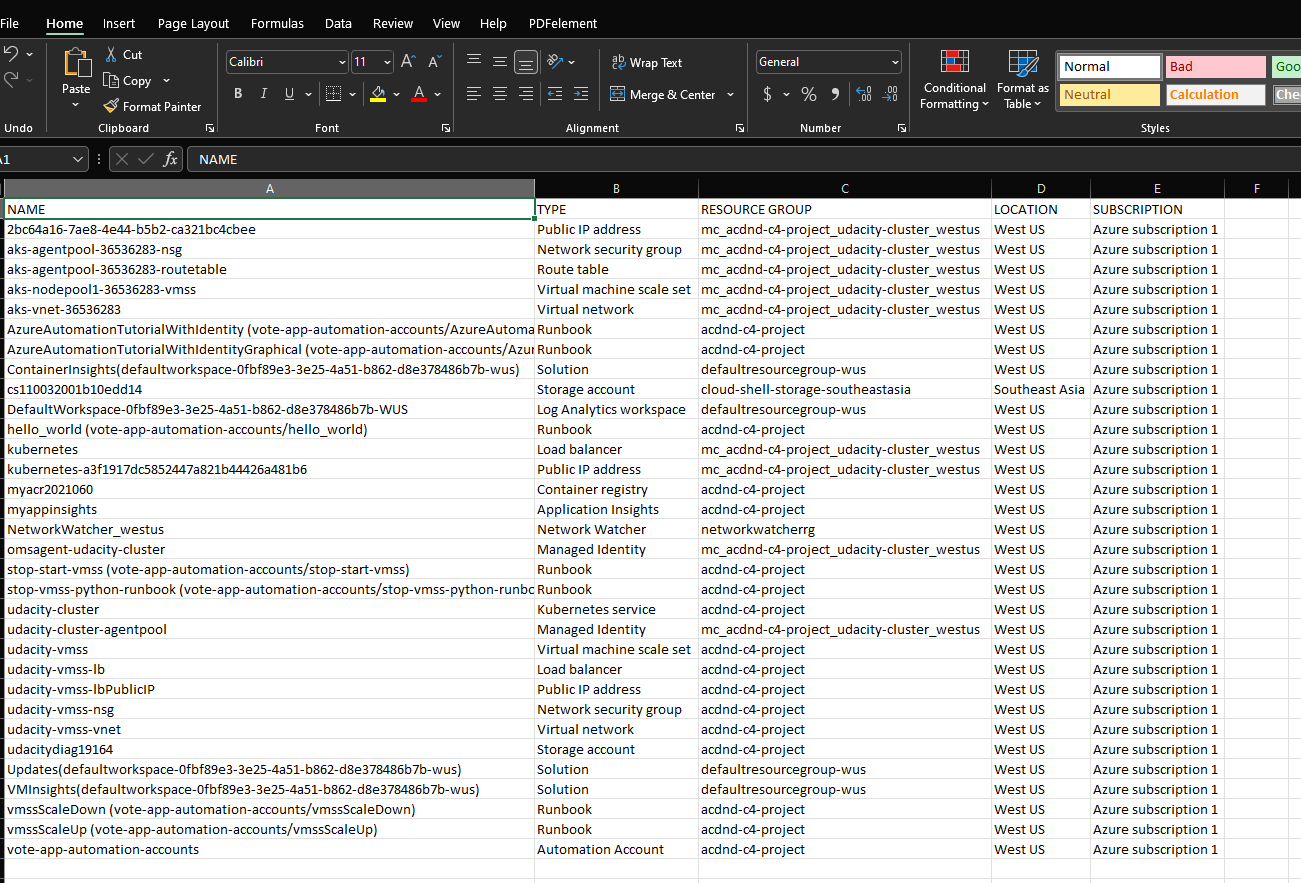 File Home Insert Page Layout Formulas Data Review View Help PDFelement
Cut Calibri 11 Wrap Text General Normal Bad
Paste Copy Conditional Formatting Format as Table
Format Painter Merge & Center Neutral Calculation
Undo Clipboard Font Alignment Number Styles
NAME
A B C D E F
NAME TYPE RESOURCE GROUP LOCATION SUBSCRIPTION
2bc64a16-7ae8-4e44-b5b2-ca321bc4cbee Public IP address mc_acdnd-c4-project_udacity-cluster_westus West US Azure subscription 1
aks-agentpool-36536283-nsg Network security group mc_acdnd-c4-project_udacity-cluster_westus West US Azure subscription 1
aks-agentpool-36536283-routetable Route table mc_acdnd-c4-project_udacity-cluster_westus West US Azure subscription 1
aks-nodepool1-36536283-vmss Virtual machine scale set mc_acdnd-c4-project_udacity-cluster_westus West US Azure subscription 1
aks-vnet-36536283 Virtual network mc_acdnd-c4-project_udacity-cluster_westus West US Azure subscription 1
AzureAutomationTutorialWithIdentity (vote-app-automation-accounts/AzureAutoma Runbook acdnd-c4-project West US Azure subscription 1
AzureAutomationTutorialWithIdentityGraphical (vote-app-automation-accounts/Azur Runbook acdnd-c4-project West US Azure subscription 1
ContainerInsights(defaultworkspace-0fbf89e3-3e25-4a51-b862-d8e378486b7b-wus) Solution defaultresourcegroup-wus West US Azure subscription 1
cs110032001b10edd14 Storage account cloud-shell-storage-southeastasia Southeast Asia Azure subscription 1
DefaultWorkspace-0fbf89e3-3e25-4a51-b862-d8e378486b7b-WUS Log Analytics workspace defaultresourcegroup-wus West US Azure subscription 1
hello_world (vote-app-automation-accounts/hello_world) Runbook acdnd-c4-project West US Azure subscription 1
kubernetes Load balancer mc_acdnd-c4-project_udacity-cluster_westus West US Azure subscription 1
kubernetes-a3f1917dc5852447a821b44426a481b6 Public IP address mc_acdnd-c4-project_udacity-cluster_westus West US Azure subscription 1
myacr2021060 Container registry acdnd-c4-project West US Azure subscription 1
myappinsights Application Insights acdnd-c4-project West US Azure subscription 1
NetworkWatcher_westus Network Watcher networkwatcherrg West US Azure subscription 1
omsagent-udacity-cluster Managed Identity mc_acdnd-c4-project_udacity-cluster_westus West US Azure subscription 1
stop-start-vmss (vote-app-automation-accounts/stop-start-vmss) Runbook acdnd-c4-project West US Azure subscription 1
stop-vmss-python-runbook (vote-app-automation-accounts/stop-vmss-python-runbo Runbook acdnd-c4-project West US Azure subscription 1
udacity-cluster Kubernetes service acdnd-c4-project West US Azure subscription 1
udacity-cluster-agentpool Managed Identity mc_acdnd-c4-project_udacity-cluster_westus West US Azure subscription 1
udacity-vmss Virtual machine scale set acdnd-c4-project West US Azure subscription 1
udacity-vmss-lb Load balancer acdnd-c4-project West US Azure subscription 1
udacity-vmss-lbPublicIP Public IP address acdnd-c4-project West US Azure subscription 1
udacity-vmss-nsg Network security group acdnd-c4-project West US Azure subscription 1
udacity-vmss-vnet Virtual network acdnd-c4-project West US Azure subscription 1
udacitydiag19164 Storage account acdnd-c4-project West US Azure subscription 1
Updates(defaultworkspace-0fbf89e3-3e25-4a51-b862-d8e378486b7b-wus) Solution defaultresourcegroup-wus West US Azure subscription 1
VMInsights(defaultworkspace-0fbf89e3-3e25-4a51-b862-d8e378486b7b-wus) Solution defaultresourcegroup-wus West US Azure subscription 1
vmssScaleDown (vote-app-automation-accounts/vmssScaleDown) Runbook acdnd-c4-project West US Azure subscription 1
vmssScaleUp (vote-app-automation-accounts/vmssScaleUp) Runbook acdnd-c4-project West US Azure subscription 1
vote-app-automation-accounts Automation Account acdnd-c4-project West US Azure subscription 1